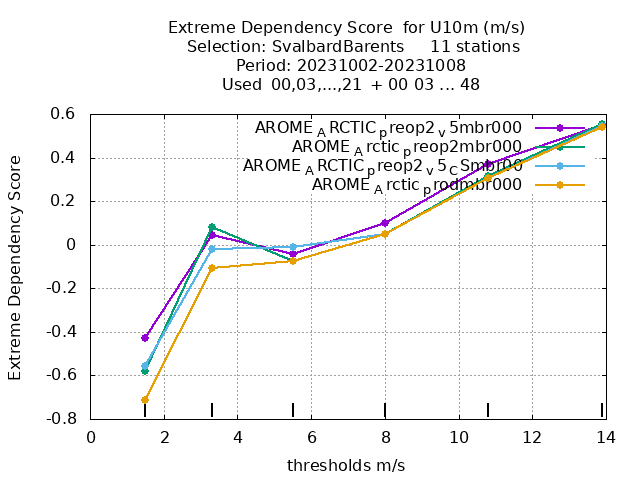 Extreme Dependency Score for U10m (m/s)
Selection: SvalbardBarents 11 stations
Period: 20231002-20231008
Used 00,03,...,21 + 00 03 ... 48
Extreme Dependency Score
0.6
0.4
0.2
0
-0.2
-0.4
-0.6
-0.8
AROME_ARCTIC_preop2_v5mbr000
AROME_Arctic_preop2mbr000
AROME_ARCTIC_preop2_v5_CSmbr00
AROME_Arctic_prodmbr000
0 2 4 6 8 10 12 14
thresholds m/s